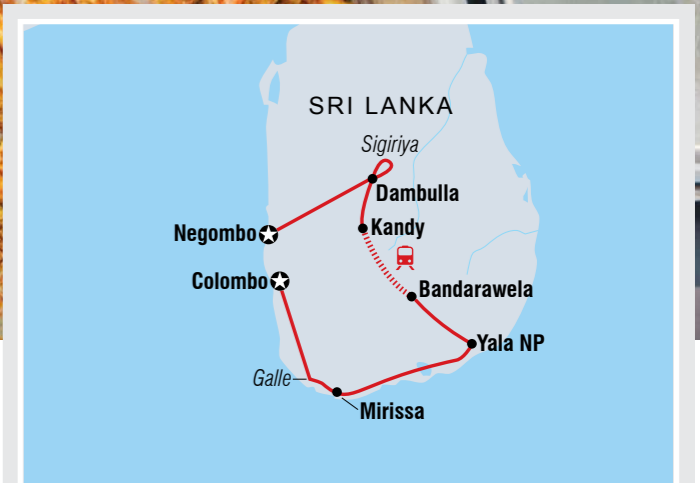 SRI LANKA
Sigiriya
Dambulla
Negombo
Kandy
Colombo
Bandarawela
Yala NP
Galle
Mirissa